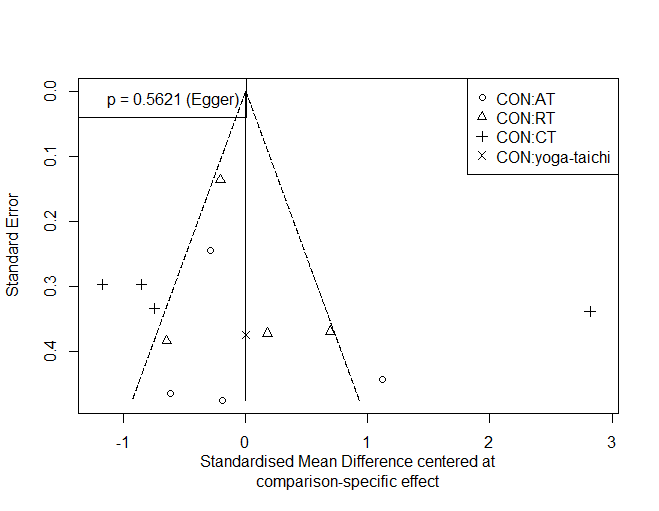 p = 0.5621 (Egger)
CON:AT
CON:RT
CON:CT
CON:yoga-taichi
Standard Error
0.0
0.1
0.2
0.3
0.4
-1
0
1
2
3
Standardised Mean Difference centered at
comparison-specific effect